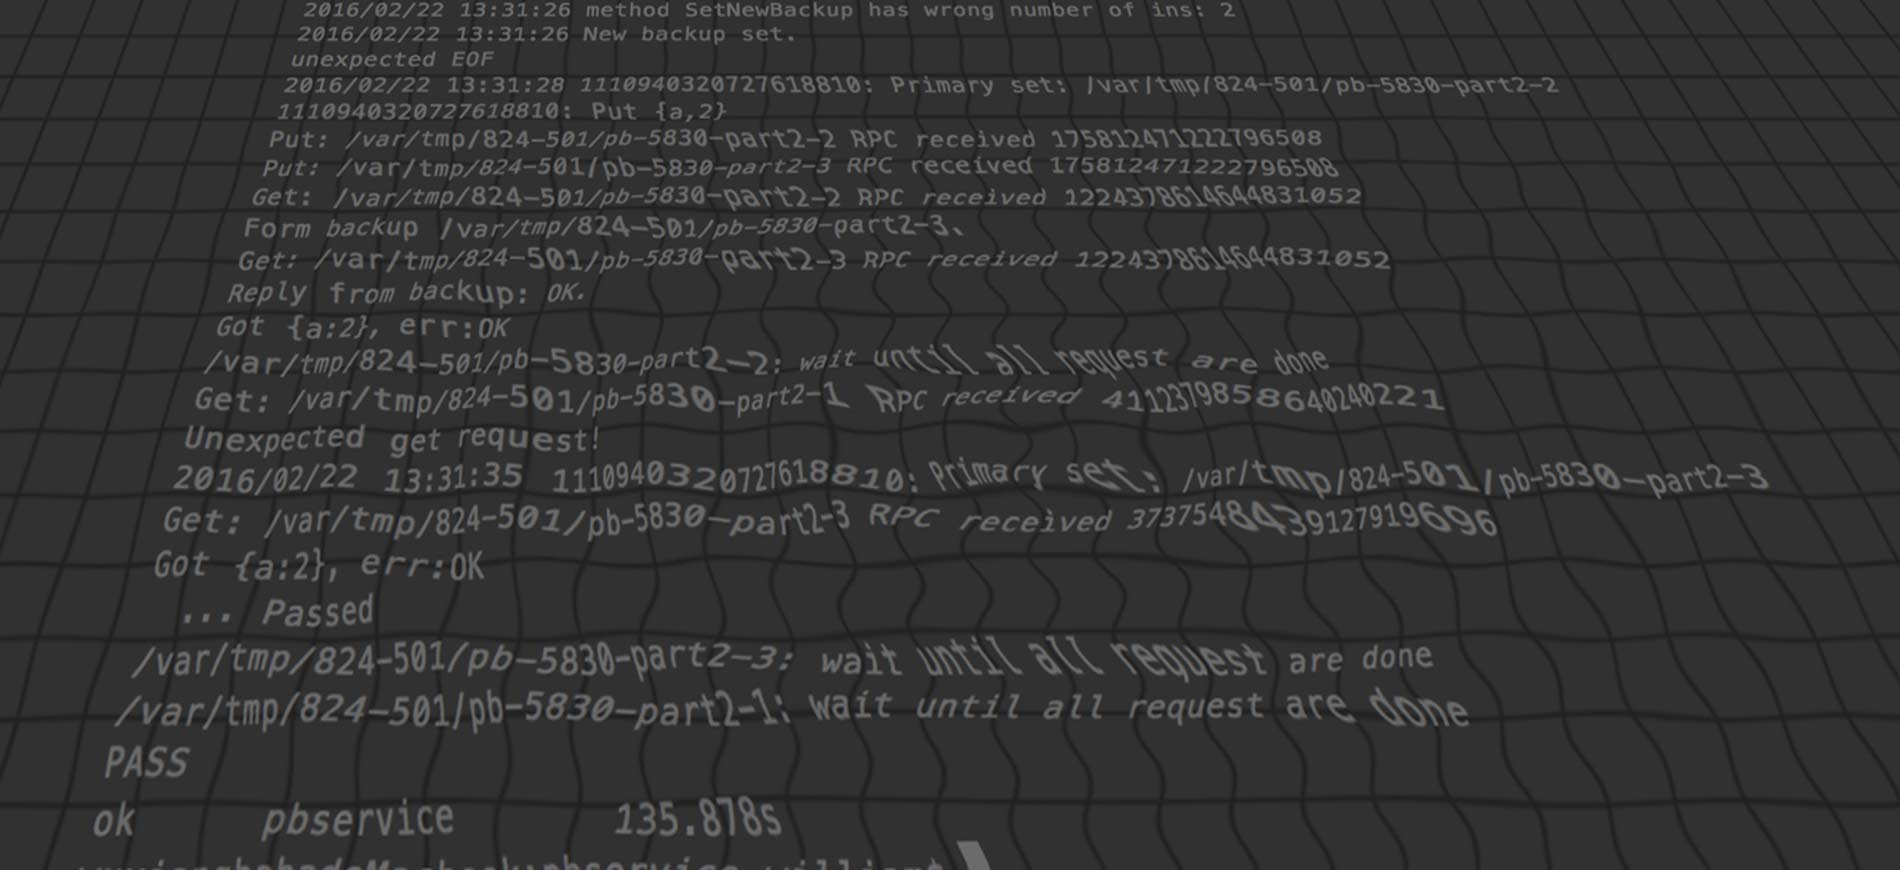 2016/02/22 13:31:26 method SetNewBackup has wrong number of ins: 2
2016/02/22 13:31:26 New backup set.
unexpected EOF
2016/02/22 13:31:28 1110940320727618810: Primary set: /var/tmp/824-501/pb-5830-part2-2
1110940320727618810: Put {a,2}
Put: /var/tmp/824-501/pb-5830-part2-2 RPC received 1758124712222796508
Put: /var/tmp/824-501/pb-5830-part2-3 RPC received 1758124712222796508
Get: /var/tmp/824-501/pb-5830-part2-2 RPC received 1224378614644831052
Form backup /var/tmp/824-501/pb-5830-part2-3、
Get: /var/tmp/824-501/pb-5830-part2-3 RPC received 1224378614644831052
Reply from backup: OK.
Got {a:2}, err:OK
/var/tmp/824-501/pb-5830-part2-2: wait until all request are done
Get: /var/tmp/824-501/pb-5830-part2-1 RPC received 4112379858640240221
Unexpected get request!
2016/02/22 13:31:35 1110940320727618810: Primary set: /var/tmp/824-501/pb-5830-part2-3
Get: /var/tmp/824-501/pb-5830-part2-3 RPC received 3737548439127919696
Got {a:2}, err:OK
... Passed
/var/tmp/824-501/pb-5830-part2-3: wait until all request are done
/var/tmp/824-501/pb-5830-part2-1: wait until all request are done
PASS
ok pbservice 135.878s